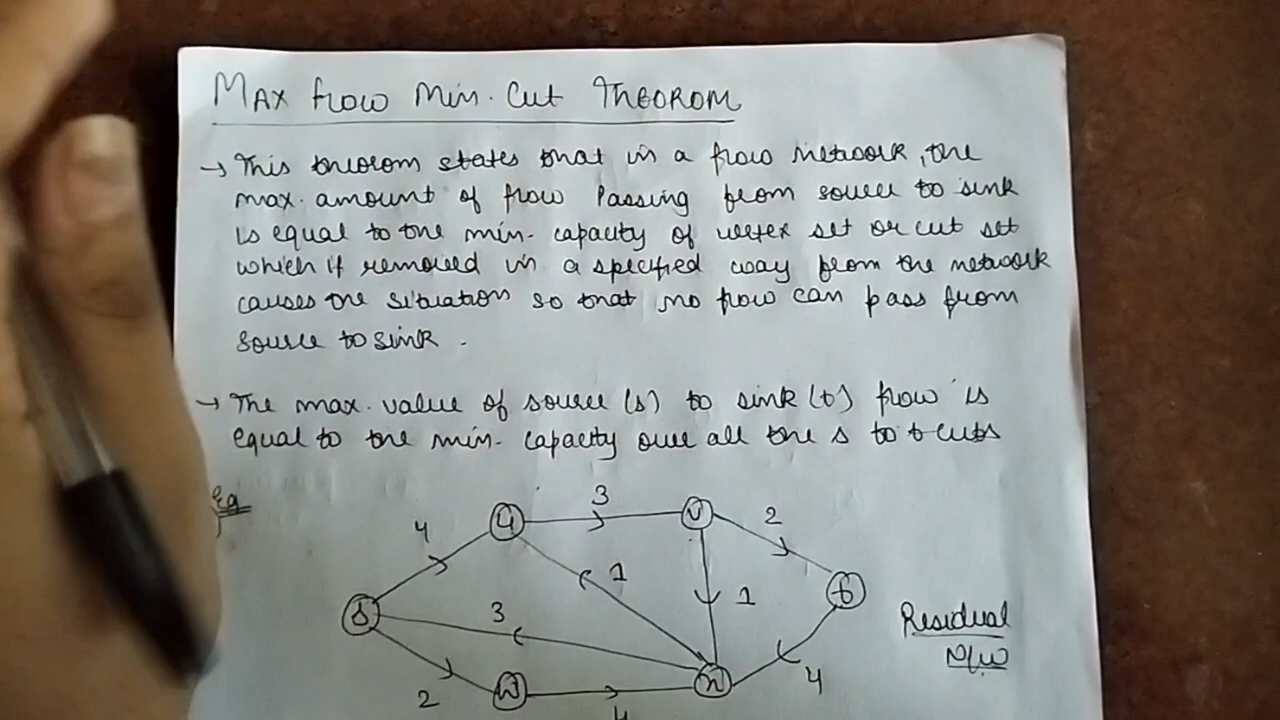 MAX flow Min. Cut THEOROM
→ This theorom states that in a flow network, the
max. amount of flow Passing from source to sink
is equal to the min. capacity of vertex set or cut set
which if removed in a specified way from the network
causes the situation so that no flow can pass from
source to sink.
→ The max. value of source (s) to sink (t) flow is
equal to the min. capacity over all the s to t cuts
Eg
3
4
u
v
2
1
1
t
s
3
Residual
N/w
2
w
4
x
4